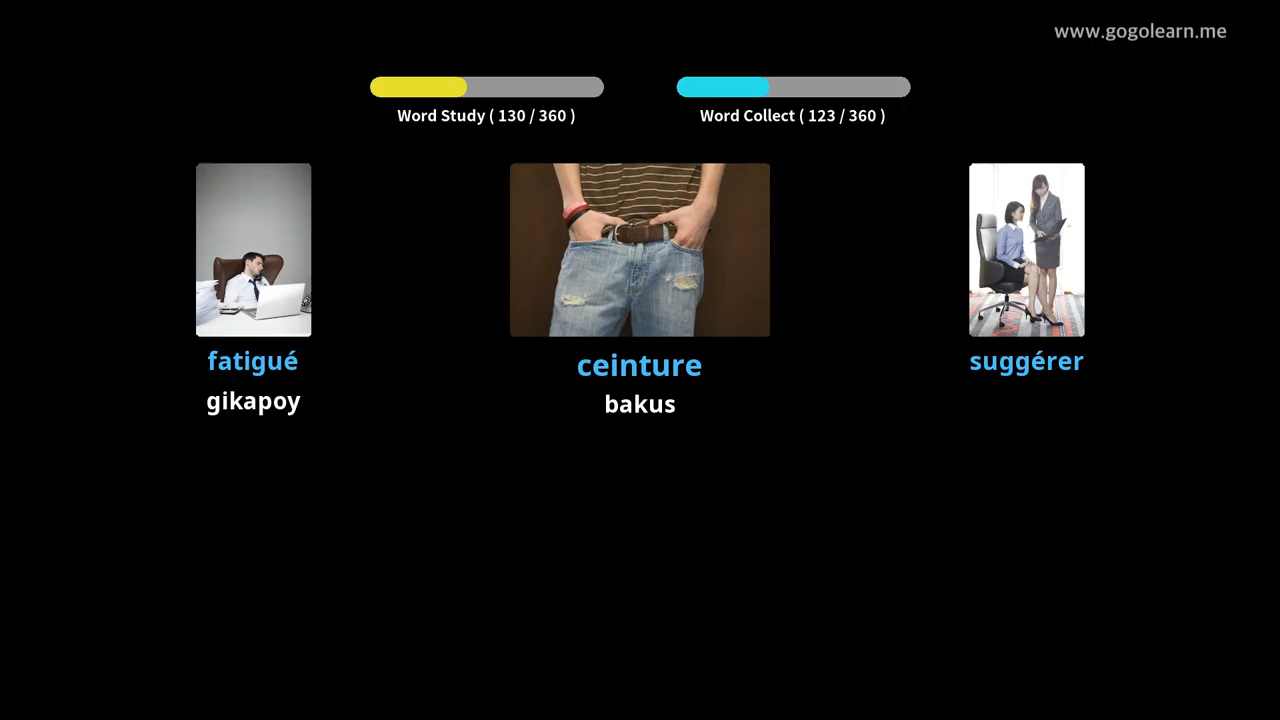 www.gogolearn.me
Word Study ( 130 / 360 )
Word Collect ( 123 / 360 )
fatigué
ceinture
suggérer
gikapoy
bakus